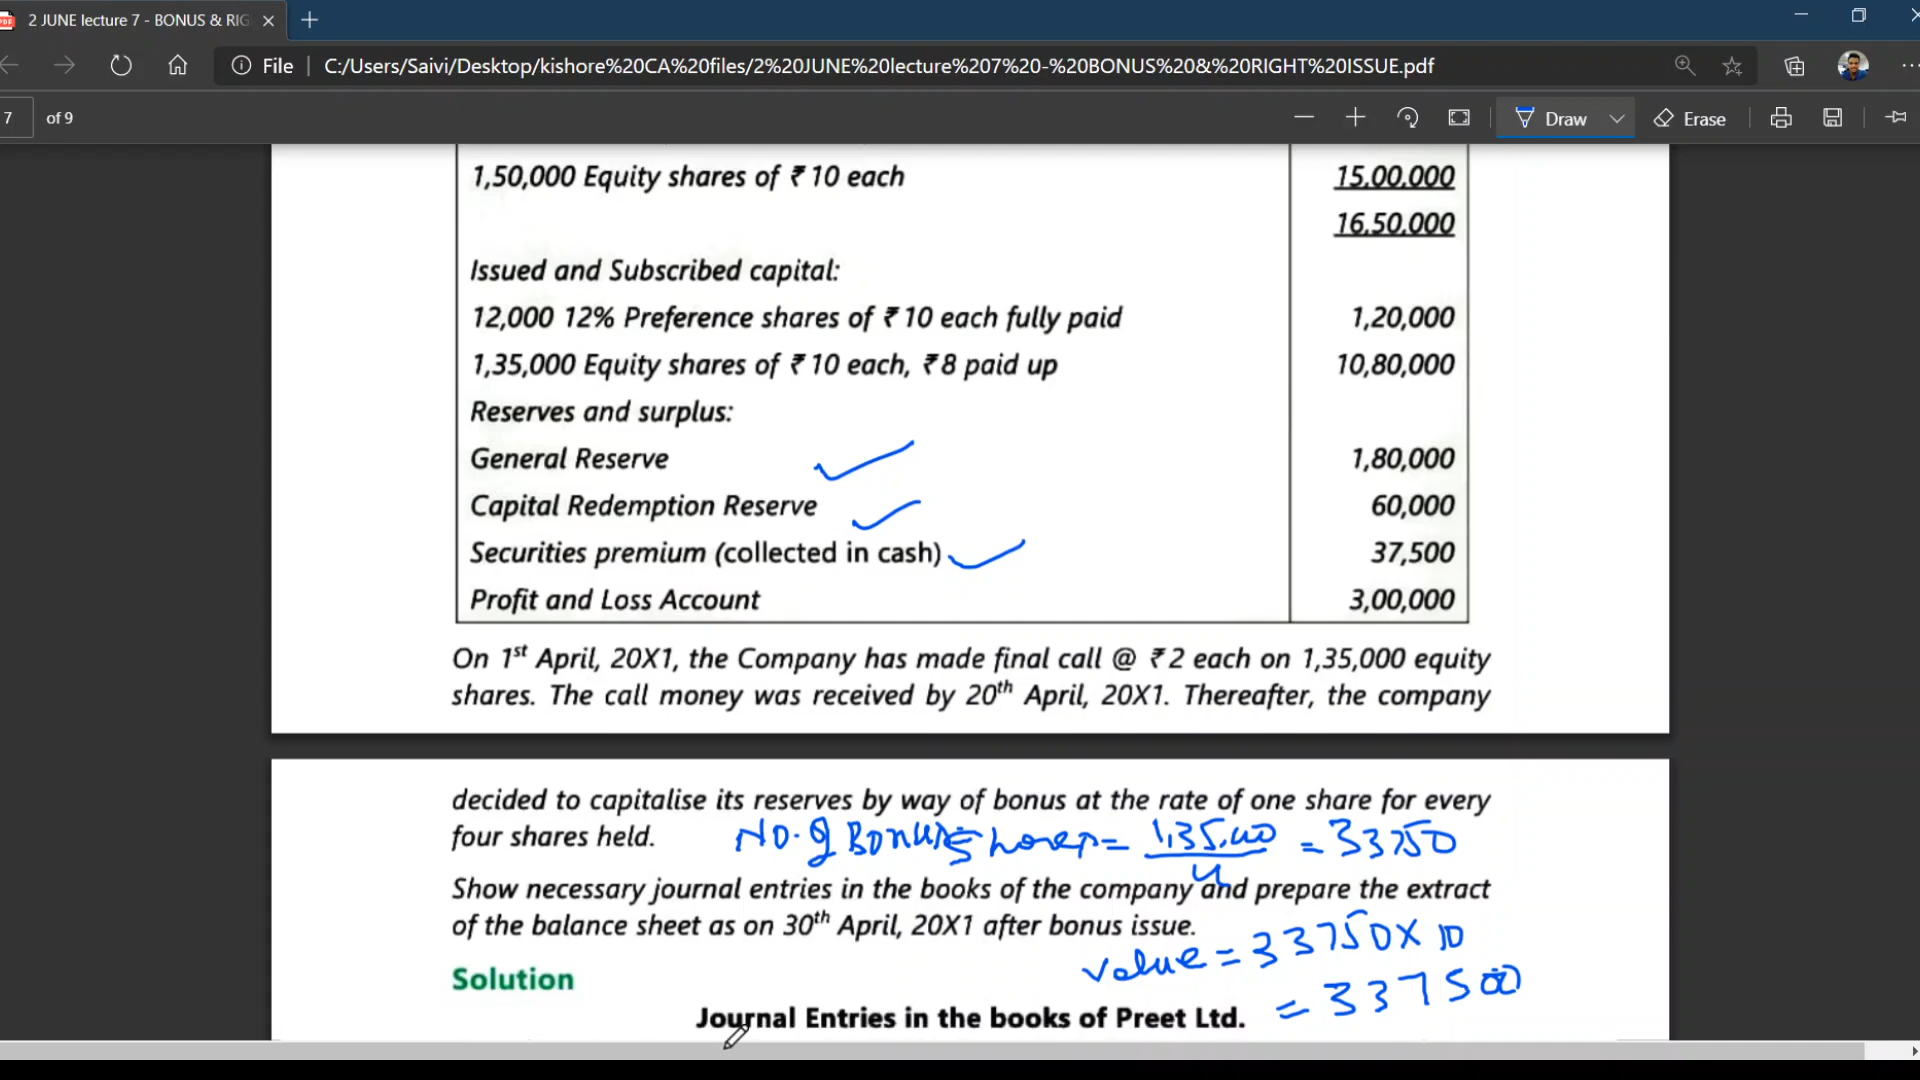 2 JUNE lecture 7 - BONUS & RIG
File
C:/Users/Saivi/Desktop/kishore%20CA%20files/2%20JUNE%20lecture%207%20-%20BONUS%20&%20RIGHT%20ISSUE.pdf
7 of 9
Draw
Erase
1,50,000 Equity shares of ₹ 10 each 15,00,000
16,50,000
Issued and Subscribed capital:
12,000 12% Preference shares of ₹ 10 each fully paid 1,20,000
1,35,000 Equity shares of ₹ 10 each, ₹ 8 paid up 10,80,000
Reserves and surplus:
General Reserve 1,80,000
Capital Redemption Reserve 60,000
Securities premium (collected in cash) 37,500
Profit and Loss Account 3,00,000
On 1st April, 20X1, the Company has made final call @ ₹ 2 each on 1,35,000 equity
shares. The call money was received by 20th April, 20X1. Thereafter, the company
decided to capitalise its reserves by way of bonus at the rate of one share for every
four shares held.
No. of Bonus Shares = 1,35,000 / 4 = 33750
Show necessary journal entries in the books of the company and prepare the extract
of the balance sheet as on 30th April, 20X1 after bonus issue.
value = 33750 X 10
= 337500
Solution
Journal Entries in the books of Preet Ltd.